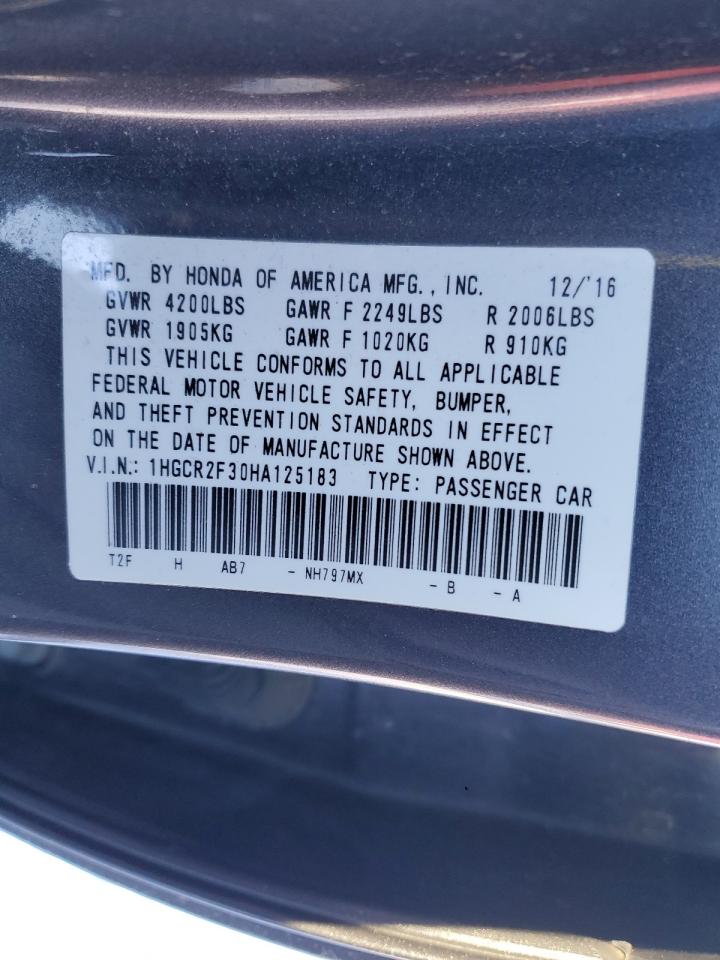 MFD. BY HONDA OF AMERICA MFG., INC. 12/'16
GVWR 4200LBS GAWR F 2249LBS R 2006LBS
GVWR 1905KG GAWR F 1020KG R 910KG
THIS VEHICLE CONFORMS TO ALL APPLICABLE
FEDERAL MOTOR VEHICLE SAFETY, BUMPER,
AND THEFT PREVENTION STANDARDS IN EFFECT
ON THE DATE OF MANUFACTURE SHOWN ABOVE.
V.I.N.: 1HGCR2F30HA125183 TYPE: PASSENGER CAR
T2F H AB7 - NH797MX - B - A